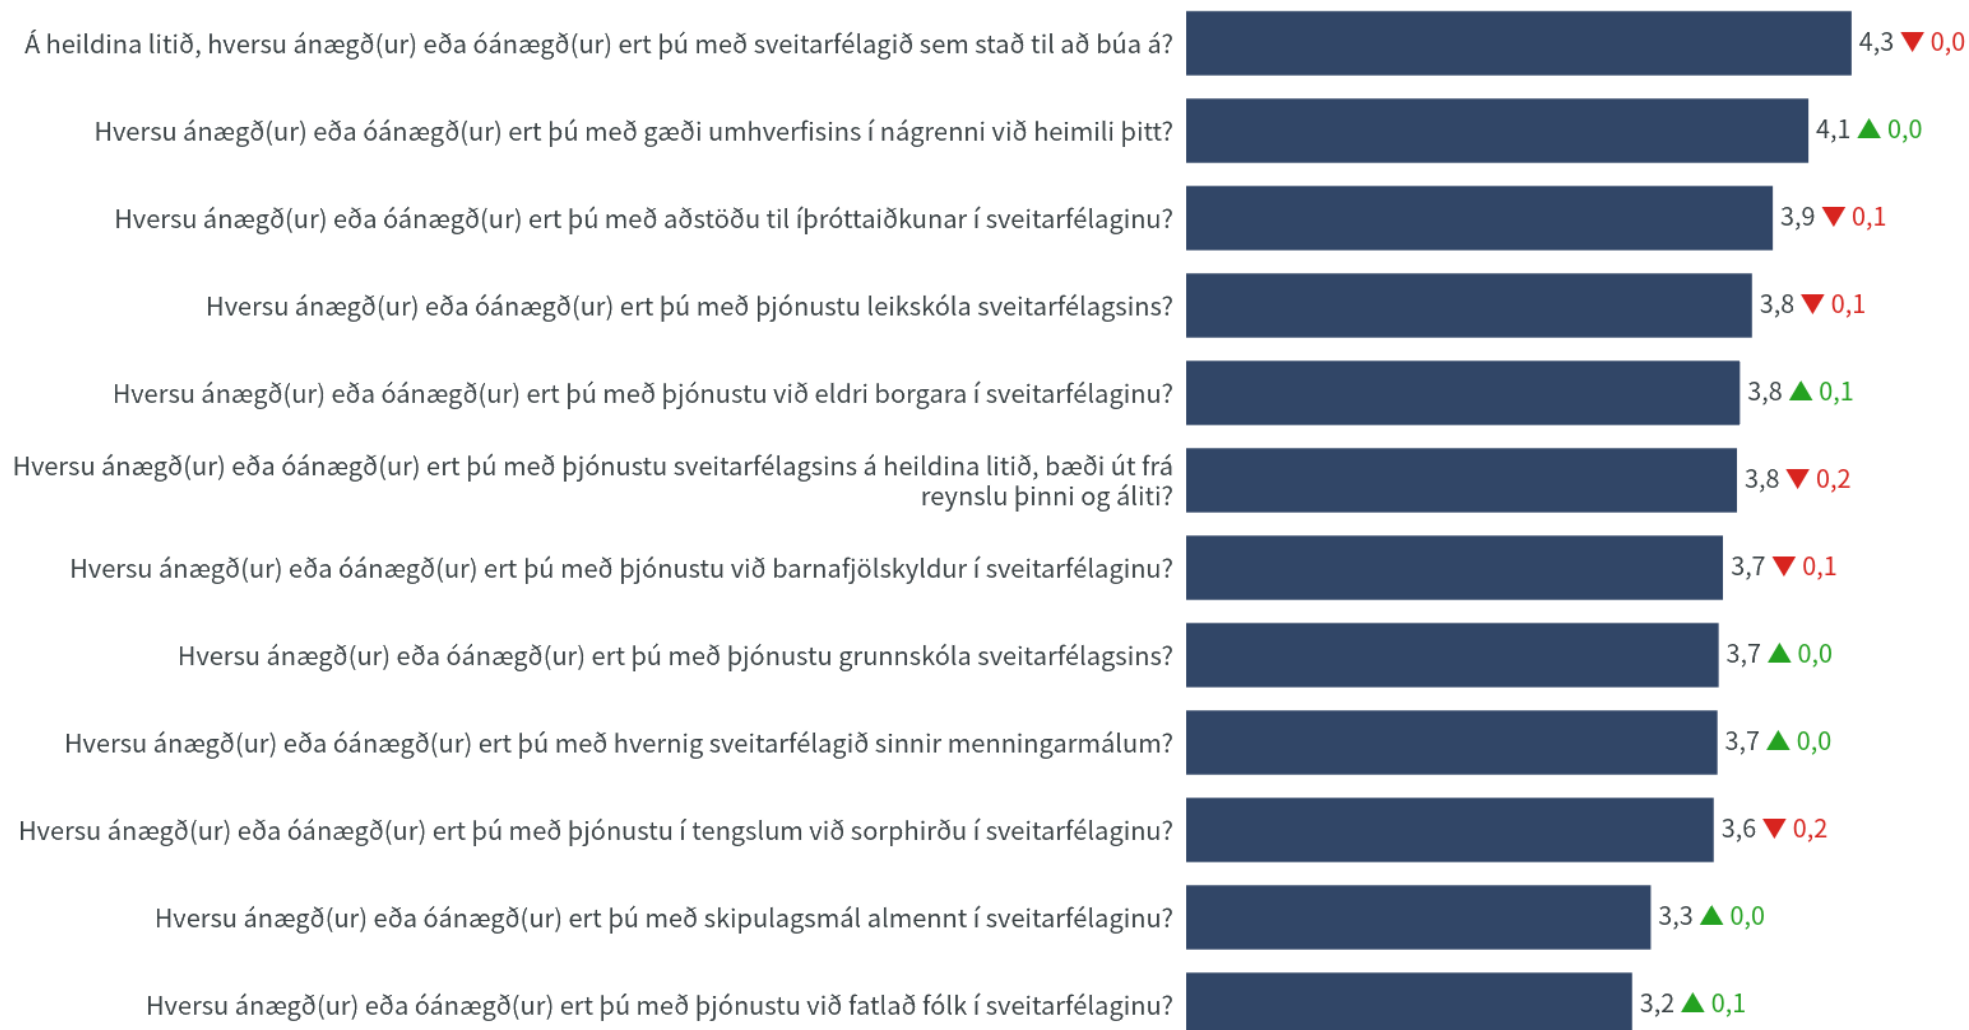 Á heildina litið, hversu ánægð(ur) eða óánægð(ur) ert þú með sveitarfélagið sem stað til að búa á? 4,3 ▼ 0,0
Hversu ánægð(ur) eða óánægð(ur) ert þú með gæði umhverfisins í nágrenni við heimili þitt? 4,1 ▲ 0,0
Hversu ánægð(ur) eða óánægð(ur) ert þú með aðstöðu til íþróttaiðkunar í sveitarfélaginu? 3,9 ▼ 0,1
Hversu ánægð(ur) eða óánægð(ur) ert þú með þjónustu leikskóla sveitarfélagsins? 3,8 ▼ 0,1
Hversu ánægð(ur) eða óánægð(ur) ert þú með þjónustu við eldri borgara í sveitarfélaginu? 3,8 ▲ 0,1
Hversu ánægð(ur) eða óánægð(ur) ert þú með þjónustu sveitarfélagsins á heildina litið, bæði út frá
reynslu þinni og áliti? 3,8 ▼ 0,2
Hversu ánægð(ur) eða óánægð(ur) ert þú með þjónustu við barnafjölskyldur í sveitarfélaginu? 3,7 ▼ 0,1
Hversu ánægð(ur) eða óánægð(ur) ert þú með þjónustu grunnskóla sveitarfélagsins? 3,7 ▲ 0,0
Hversu ánægð(ur) eða óánægð(ur) ert þú með hvernig sveitarfélagið sinnir menningarmálum? 3,7 ▲ 0,0
Hversu ánægð(ur) eða óánægð(ur) ert þú með þjónustu í tengslum við sorphirðu í sveitarfélaginu? 3,6 ▼ 0,2
Hversu ánægð(ur) eða óánægð(ur) ert þú með skipulagsmál almennt í sveitarfélaginu? 3,3 ▲ 0,0
Hversu ánægð(ur) eða óánægð(ur) ert þú með þjónustu við fatlað fólk í sveitarfélaginu? 3,2 ▲ 0,1